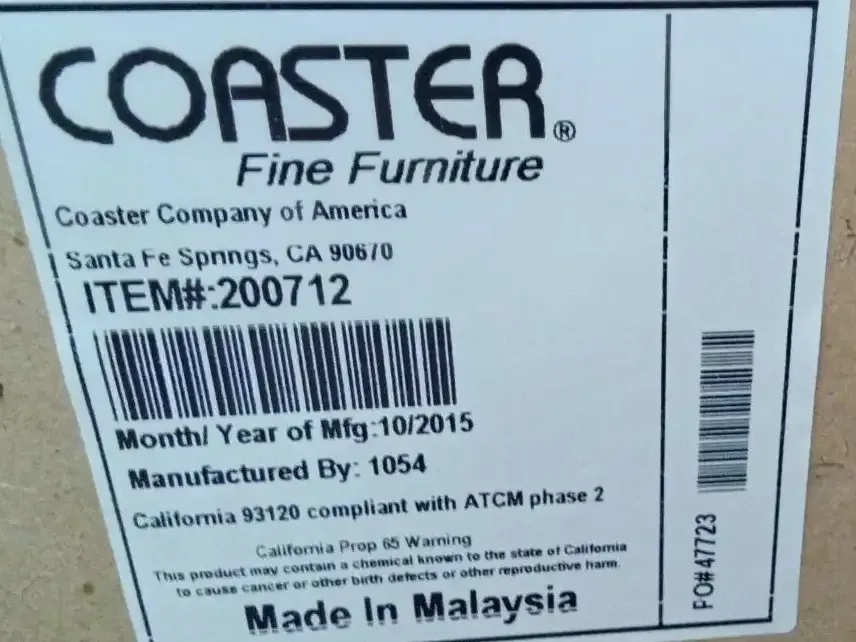 COASTER®
Fine Furniture
Coaster Company of America
Santa Fe Springs, CA 90670
ITEM#:200712
Month/ Year of Mfg:10/2015
Manufactured By: 1054
California 93120 compliant with ATCM phase 2
California Prop 65 Warning
This product may contain a chemical known to the state of California
to cause cancer or other birth defects or other reproductive harm.
Made In Malaysia
PO#47723